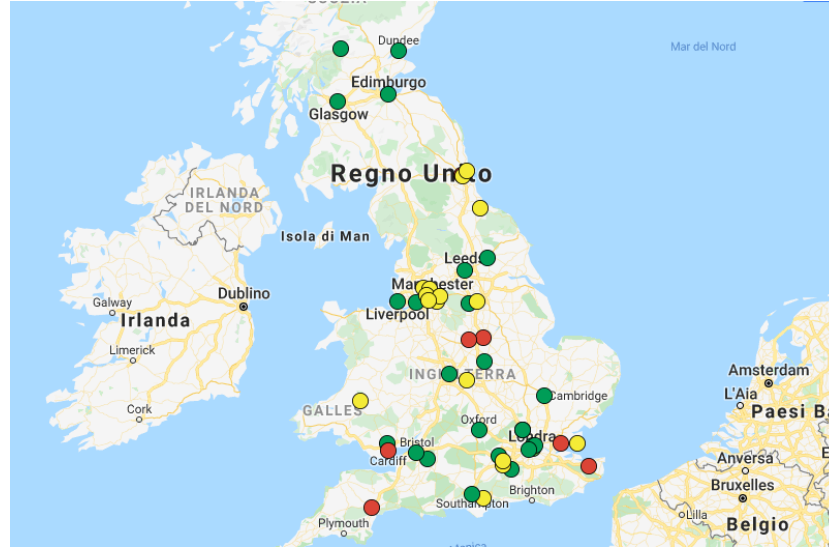 Dundee
Mar del Nord
Edimburgo
Glasgow
Regno Unito
IRLANDA
DEL NORD
Isola di Man
Leeds
Manchester
Dublino
Galway
Liverpool
Irlanda
Limerick
Amsterdam
INGHILTERRA
L'Aia
Cambridge
Paesi Ba
GALLES
Cork
Oxford
Londra
Bristol
Anversa
Cardiff
Bruxelles
Brighton
Southampton
Lilla
Plymouth
Belgio